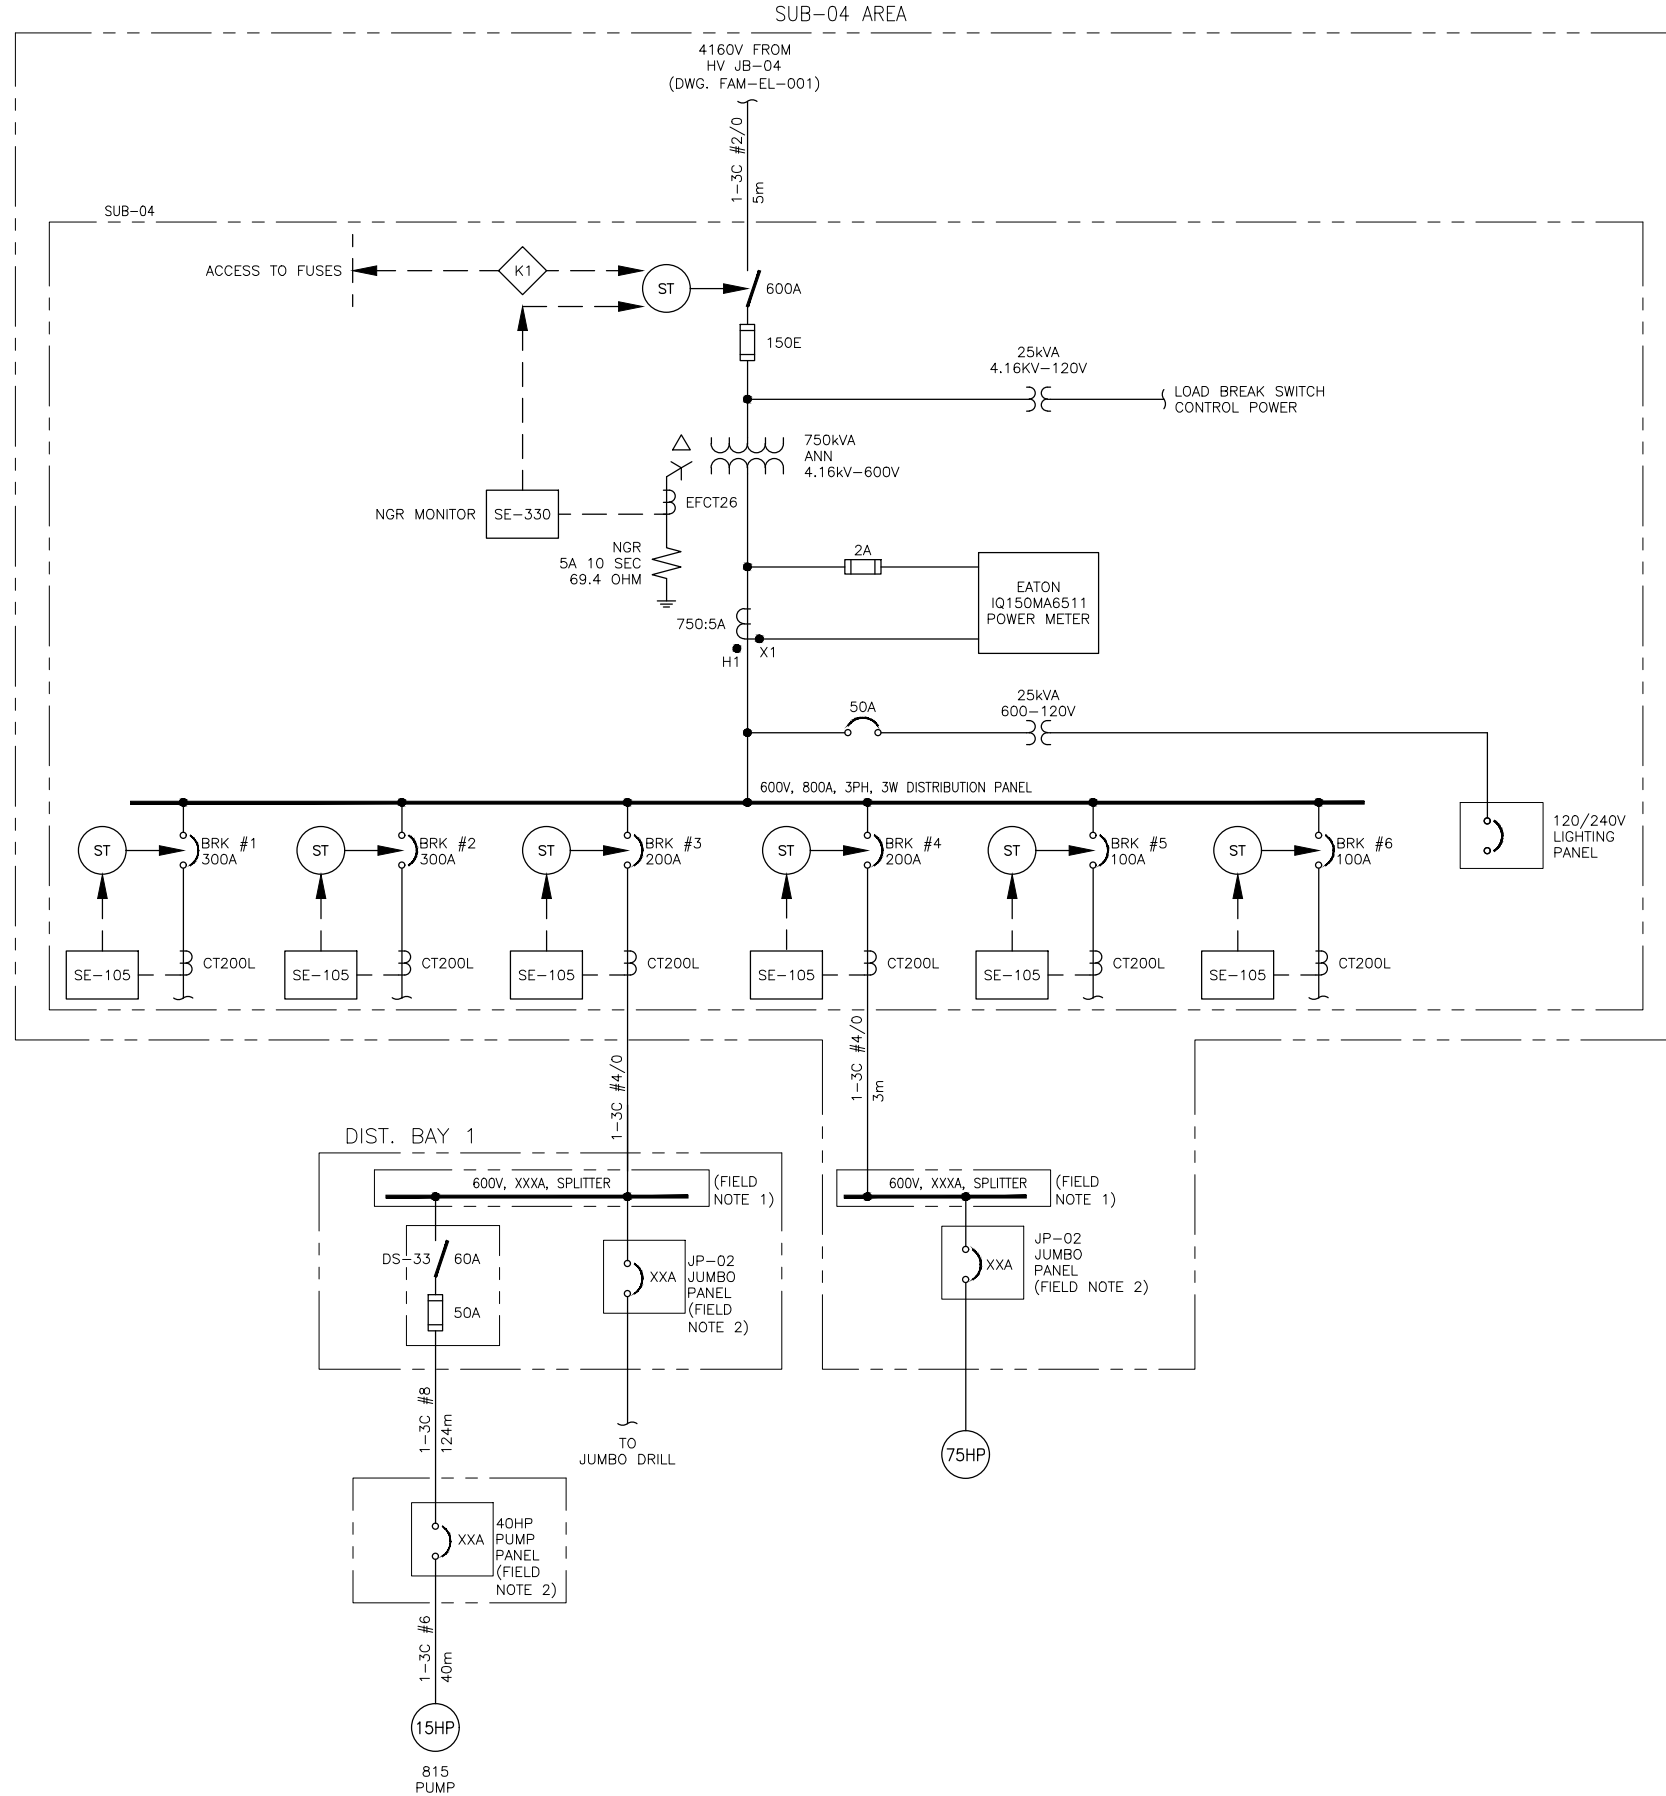 SUB-04 AREA
4160V FROM
HV JB-04
(DWG. FAM-EL-001)
1-3C #2/0
5m
SUB-04
ACCESS TO FUSES
K1
ST
600A
150E
25kVA
4.16KV-120V
LOAD BREAK SWITCH
CONTROL POWER
750kVA
ANN
4.16kV-600V
EFCT26
NGR MONITOR
SE-330
NGR
5A 10 SEC
69.4 OHM
2A
EATON
IQ150MA6511
POWER METER
750:5A
H1
X1
50A
25kVA
600-120V
600V, 800A, 3PH, 3W DISTRIBUTION PANEL
ST
BRK #1
300A
ST
BRK #2
300A
ST
BRK #3
200A
ST
BRK #4
200A
ST
BRK #5
100A
ST
BRK #6
100A
120/240V
LIGHTING
PANEL
SE-105
CT200L
SE-105
CT200L
SE-105
CT200L
SE-105
CT200L
SE-105
CT200L
SE-105
CT200L
1-3C #4/0
1-3C #4/0
3m
DIST. BAY 1
600V, XXXA, SPLITTER
(FIELD
NOTE 1)
600V, XXXA, SPLITTER
(FIELD
NOTE 1)
DS-33
60A
50A
XXA
JP-02
JUMBO
PANEL
(FIELD
NOTE 2)
XXA
JP-02
JUMBO
PANEL
(FIELD NOTE 2)
1-3C #8
124m
TO
JUMBO DRILL
75HP
XXA
40HP
PUMP
PANEL
(FIELD
NOTE 2)
1-3C #6
40m
15HP
815
PUMP